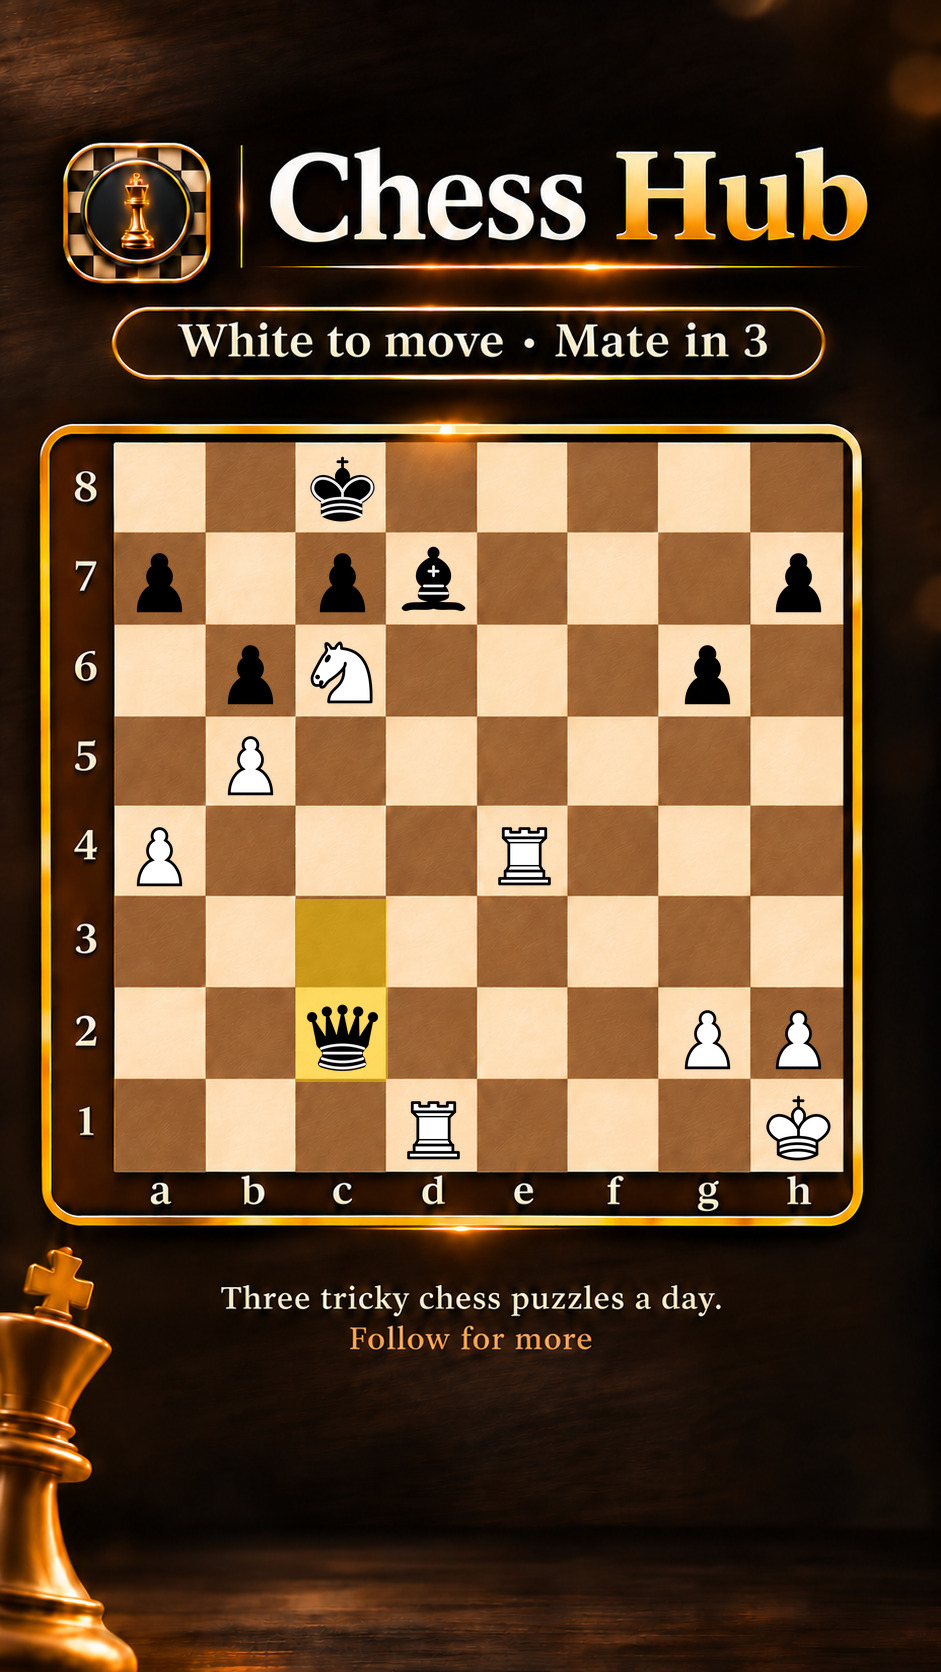 Chess Hub
White to move • Mate in 3
8
7
6
5
4
3
2
1
a b c d e f g h
Three tricky chess puzzles a day.
Follow for more